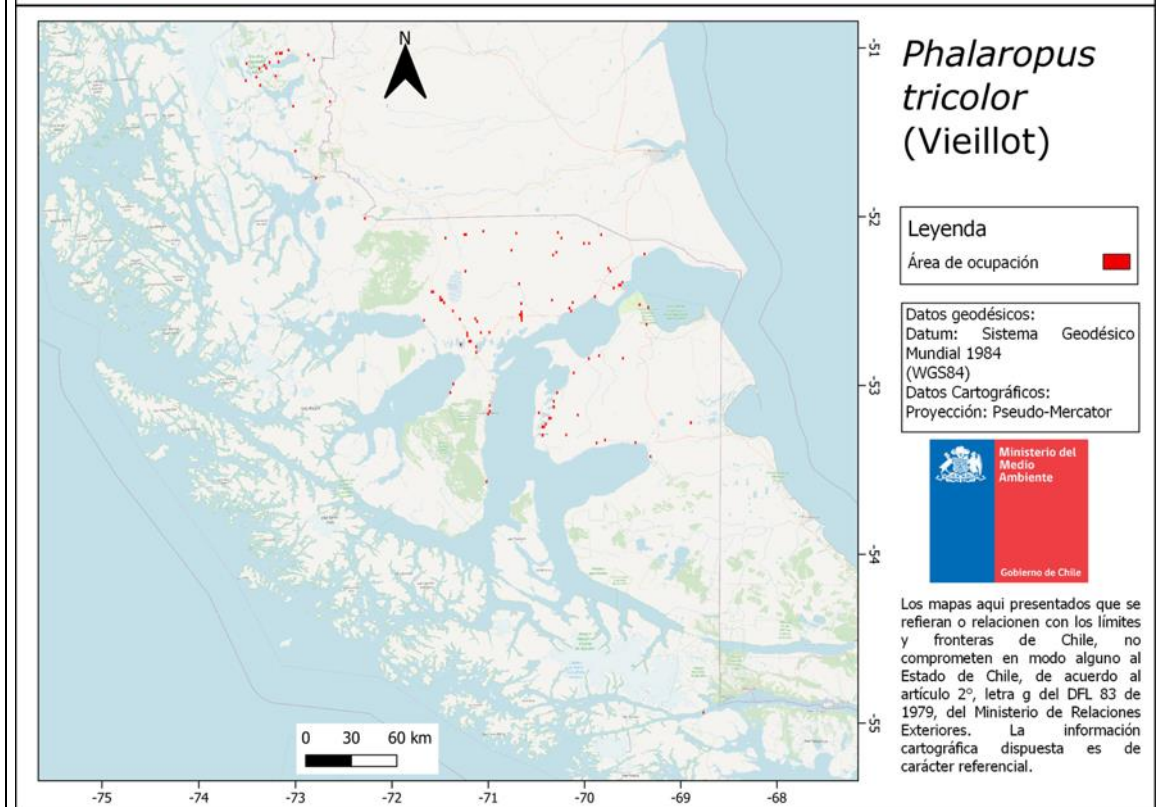 N
-51
-52
-53
-54
-55
0 30 60 km
-75 -74 -73 -72 -71 -70 -69 -68
Phalaropus
tricolor
(Vieillot)
Leyenda
Área de ocupación
Datos geodésicos:
Datum: Sistema Geodésico
Mundial 1984
(WGS84)
Datos Cartográficos:
Proyección: Pseudo-Mercator
Ministerio del
Medio
Ambiente
Gobierno de Chile
Los mapas aqui presentados que se
refieran o relacionen con los límites
y fronteras de Chile, no
comprometen en modo alguno al
Estado de Chile, de acuerdo al
artículo 2°, letra g del DFL 83 de
1979, del Ministerio de Relaciones
Exteriores. La información
cartográfica dispuesta es de
carácter referencial.